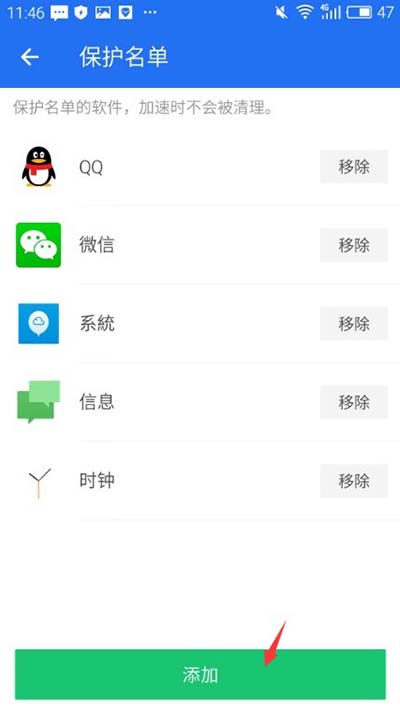 11:46 4G 47
保护名单
保护名单的软件，加速时不会被清理。
QQ 移除
微信 移除
系統 移除
信息 移除
时钟 移除
添加